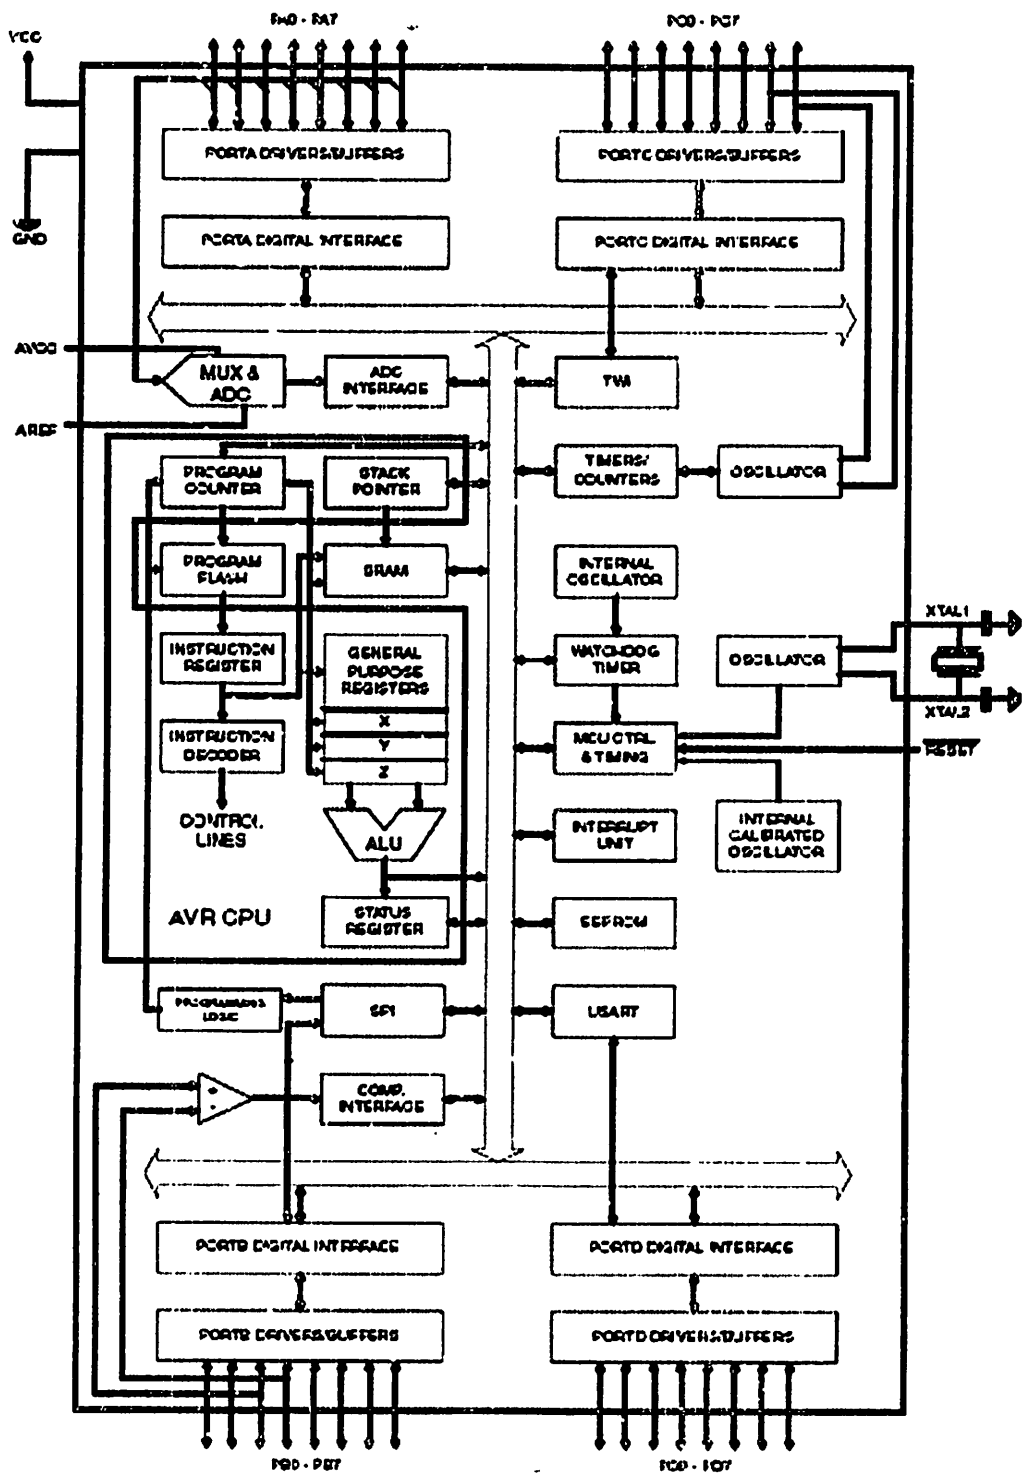 PA0 - PA7
PC0 - PC7
VCC
PORTA DRIVERS/BUFFERS
PORTC DRIVERS/BUFFERS
GND
PORTA DIGITAL INTERFACE
PORTC DIGITAL INTERFACE
AVCC
MUX &
ADC
ADC
INTERFACE
TWI
AREF
PROGRAM
COUNTER
STACK
POINTER
TIMERS/
COUNTERS
OSCILLATOR
PROGRAM
FLASH
SRAM
INTERNAL
OSCILLATOR
XTAL1
INSTRUCTION
REGISTER
GENERAL
PURPOSE
REGISTERS
WATCHDOG
TIMER
OSCILLATOR
X
XTAL2
INSTRUCTION
DECODER
Y
Z
MCU CTRL.
& TIMING
RESET
CONTROL
LINES
ALU
INTERRUPT
UNIT
INTERNAL
CALIBRATED
OSCILLATOR
AVR CPU
STATUS
REGISTER
EEPROM
PROGRAMMING
LOGIC
SPI
USART
+
-
COMP.
INTERFACE
PORTB DIGITAL INTERFACE
PORTD DIGITAL INTERFACE
PORTB DRIVERS/BUFFERS
PORTD DRIVERS/BUFFERS
PB0 - PB7
PD0 - PD7